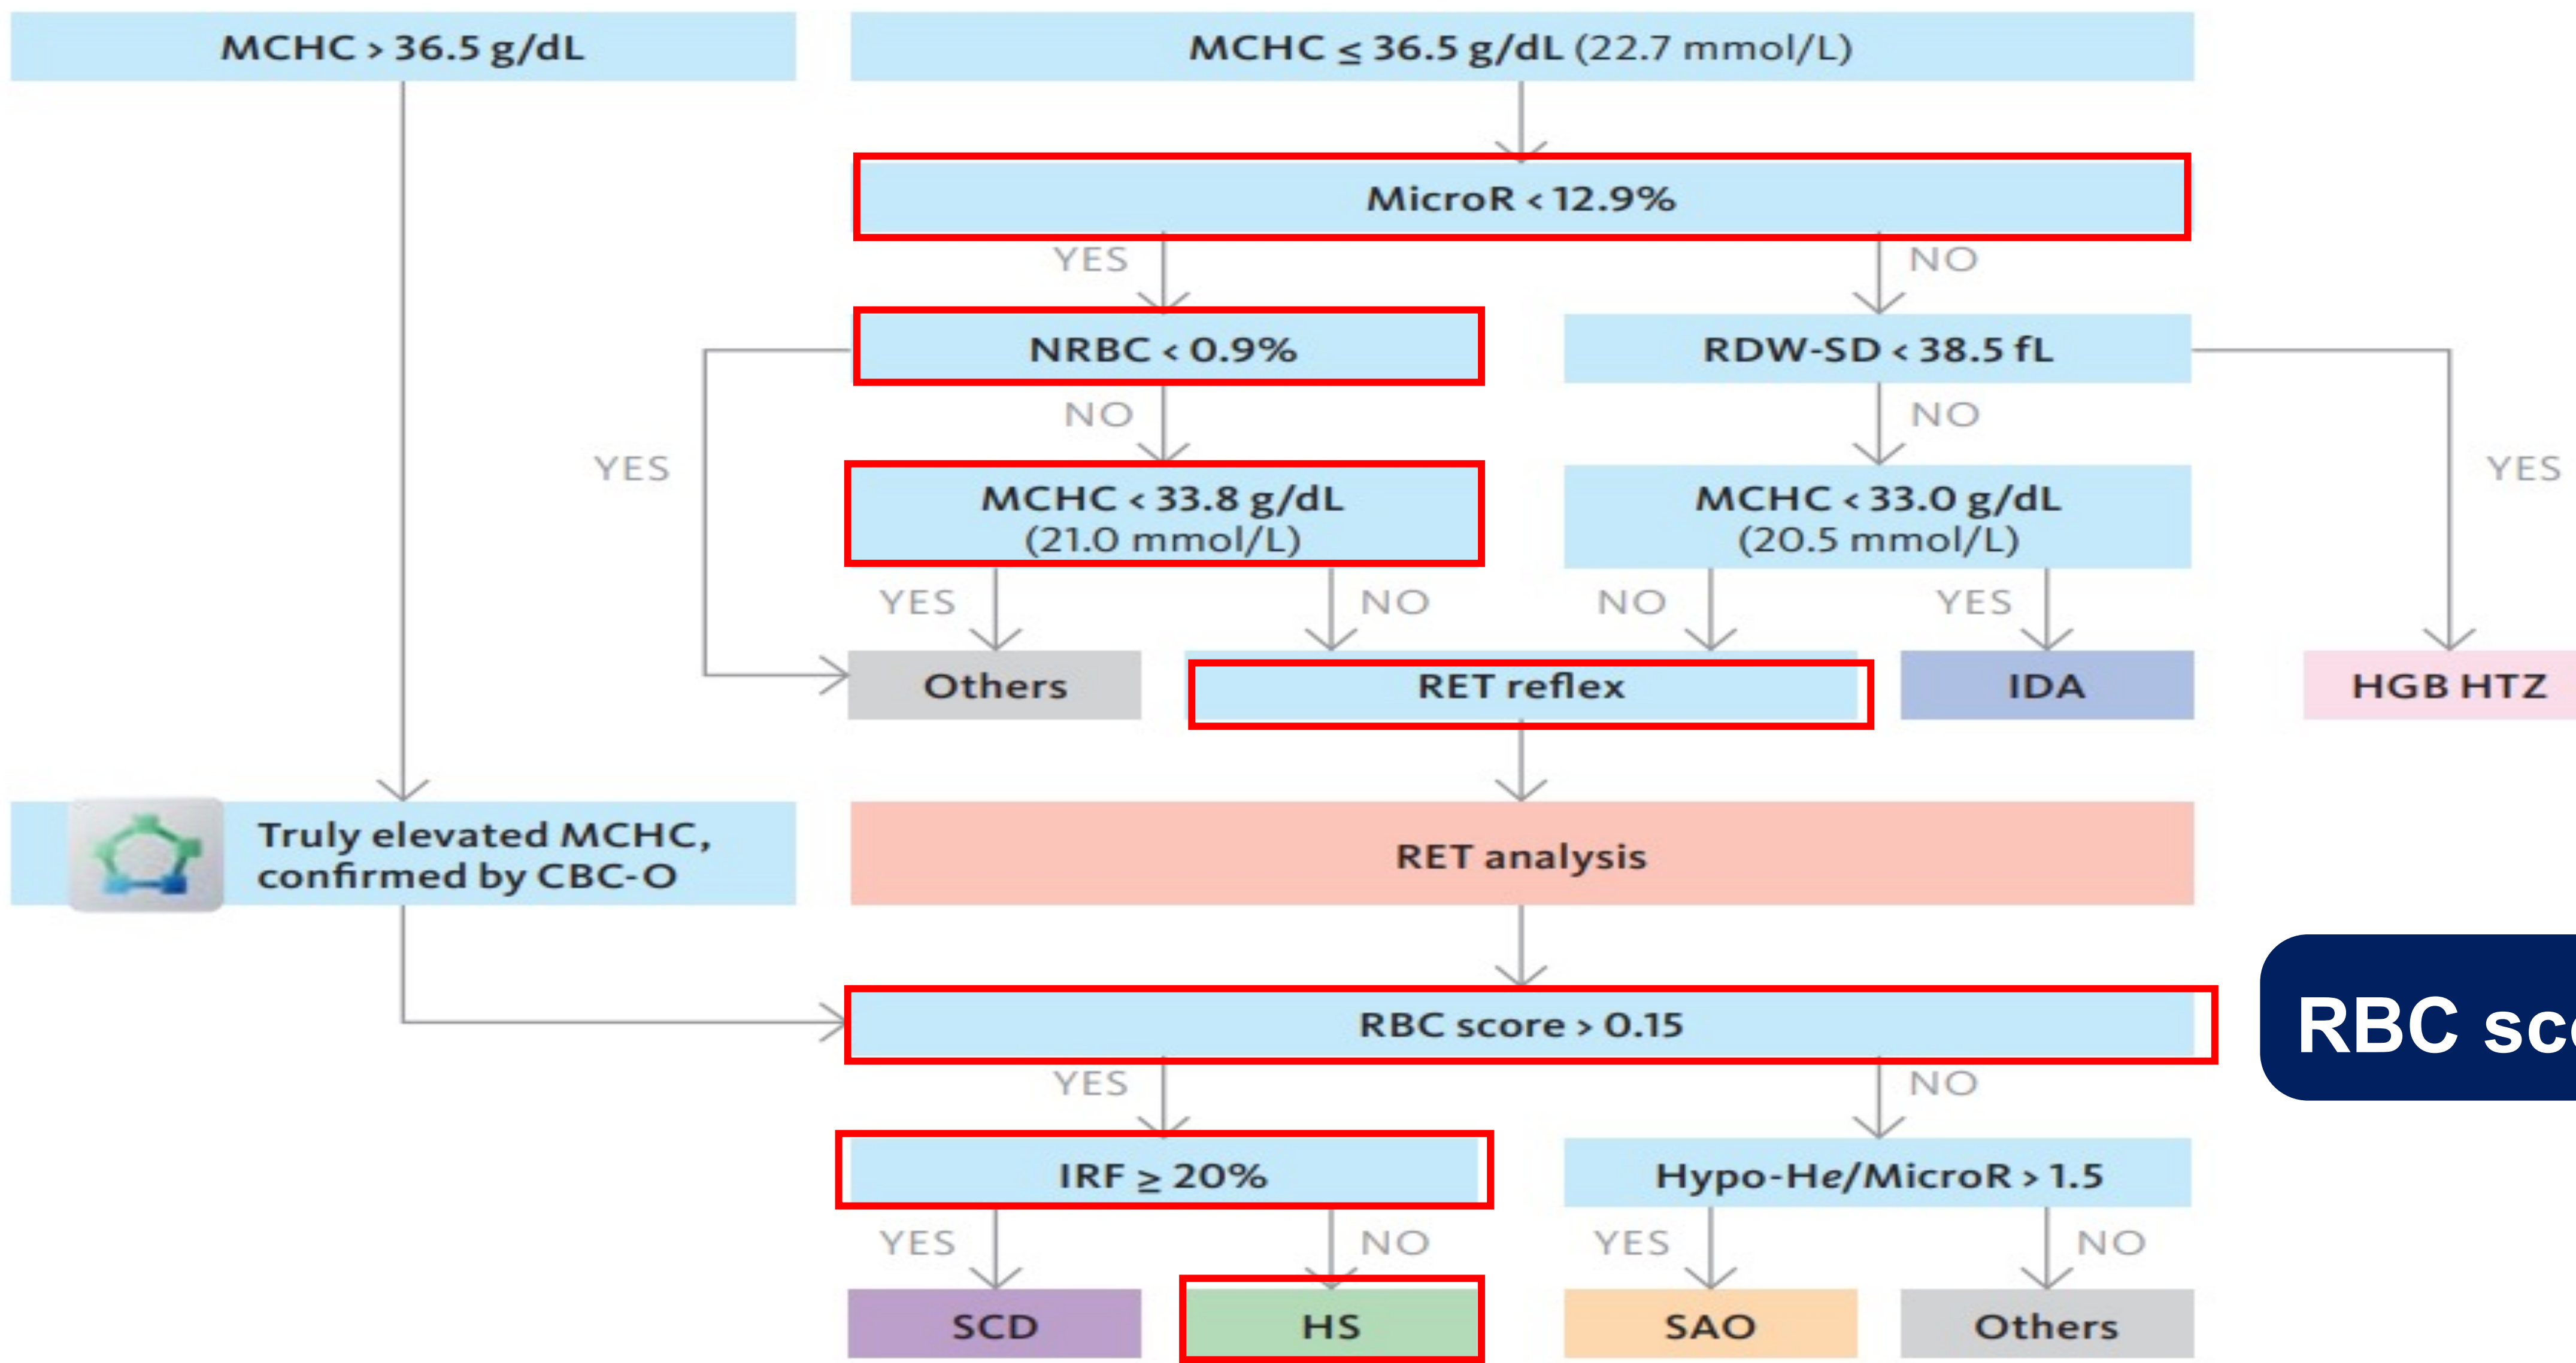 MCHC > 36.5 g/dL
MCHC ≤ 36.5 g/dL (22.7 mmol/L)
MicroR < 12.9%
YES
NO
NRBC < 0.9%
RDW-SD < 38.5 fL
NO
NO
YES
YES
MCHC < 33.8 g/dL
(21.0 mmol/L)
MCHC < 33.0 g/dL
(20.5 mmol/L)
YES
NO
NO
YES
Others
RET reflex
IDA
HGB HTZ
Truly elevated MCHC,
confirmed by CBC-O
RET analysis
RBC score > 0.15
RBC
YES
NO
IRF ≥ 20%
Hypo-He/MicroR > 1.5
YES
NO
YES
NO
SCD
HS
SAO
Others